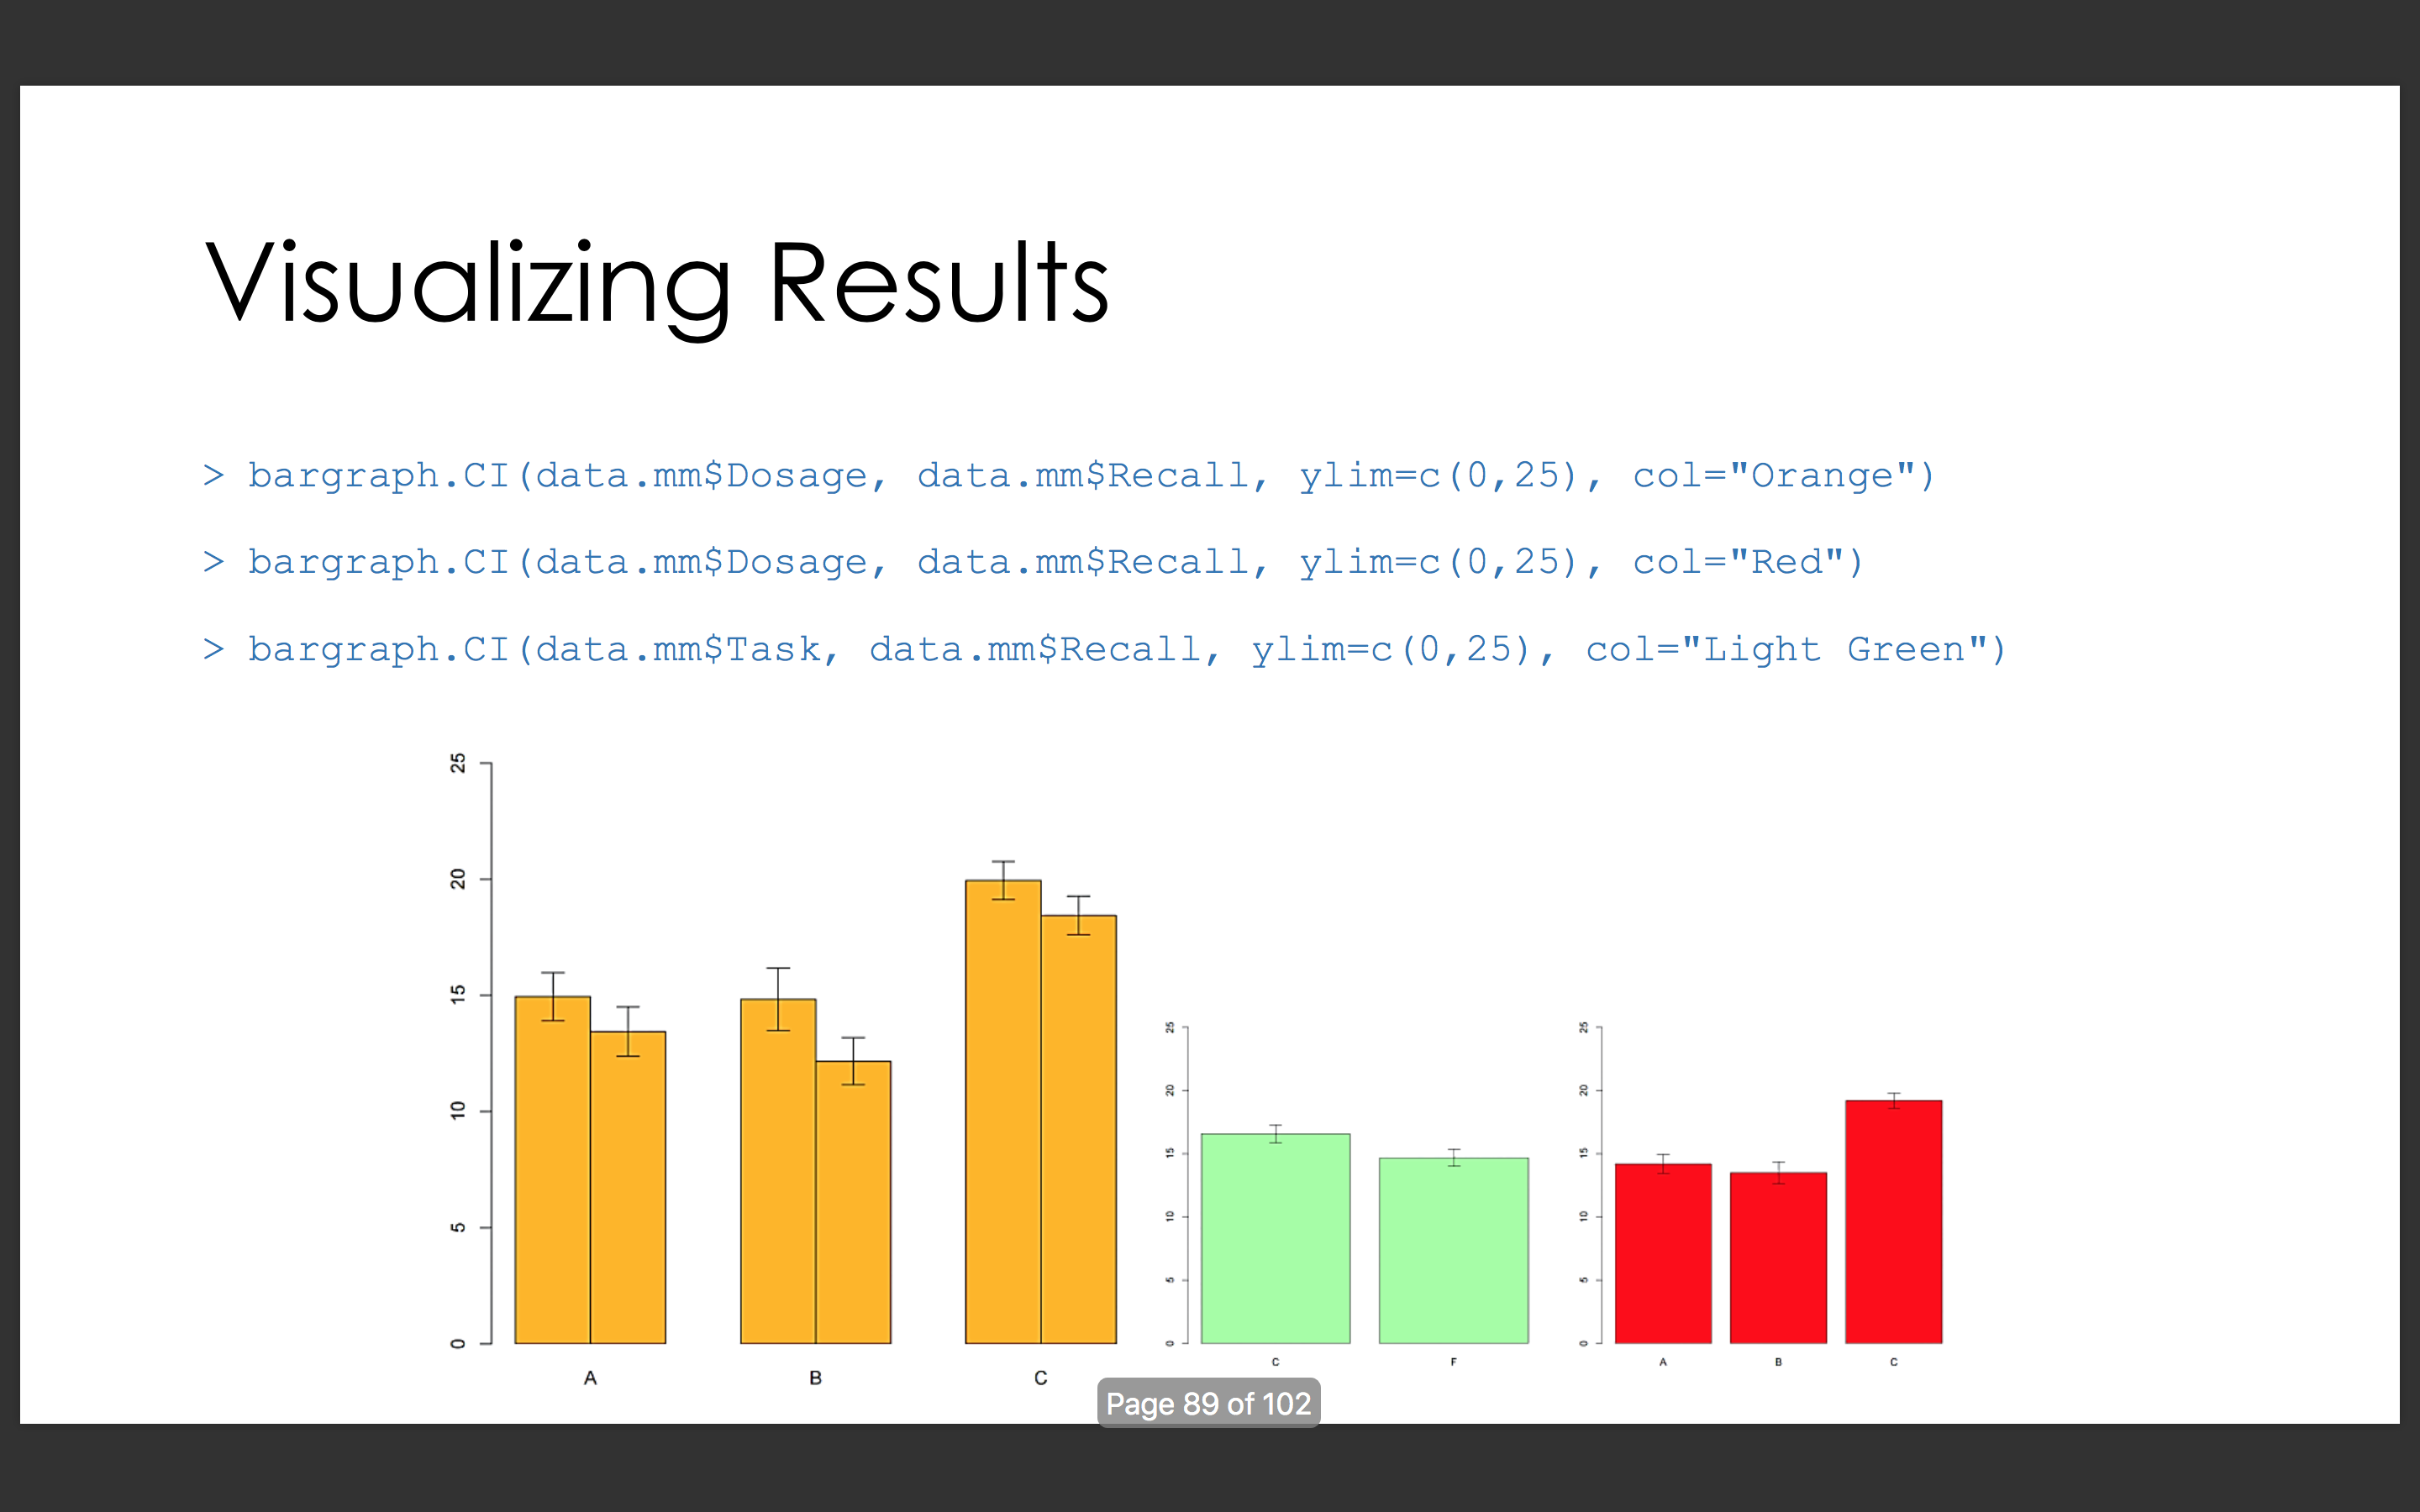 Visualizing Results
> bargraph.CI(data.mm$Dosage, data.mm$Recall, ylim=c(0,25), col="Orange")
> bargraph.CI(data.mm$Dosage, data.mm$Recall, ylim=c(0,25), col="Red")
> bargraph.CI(data.mm$Task, data.mm$Recall, ylim=c(0,25), col="Light Green")
25
20
15
10
5
0
A B C
25
20
15
10
5
0
C F
25
20
15
10
5
0
A B C
Page 89 of 102